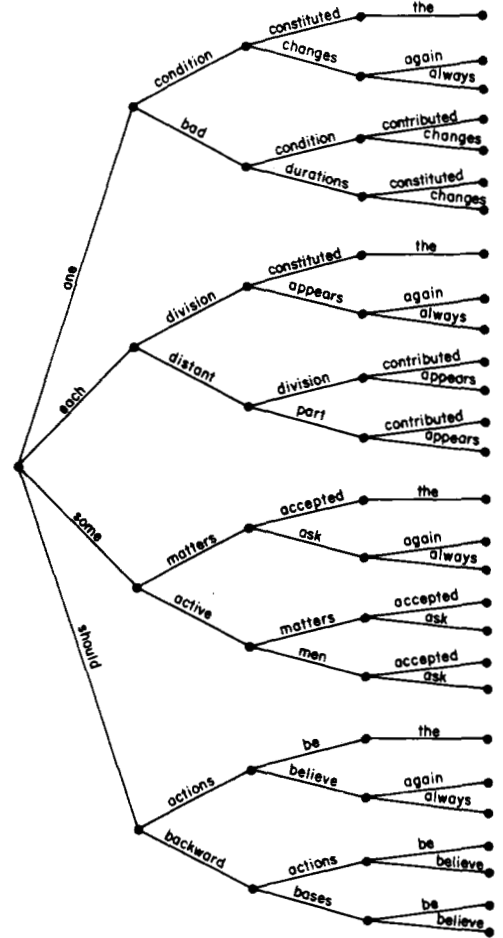 the
constituted
condition
changes
again
always
one
bad
condition
contributed
changes
durations
constituted
changes
each
division
constituted
the
appears
again
always
distant
division
contributed
appears
part
contributed
appears
some
matters
accepted
the
ask
again
always
active
matters
accepted
ask
men
accepted
ask
should
actions
be
the
believe
again
always
backward
actions
be
believe
bases
be
believe